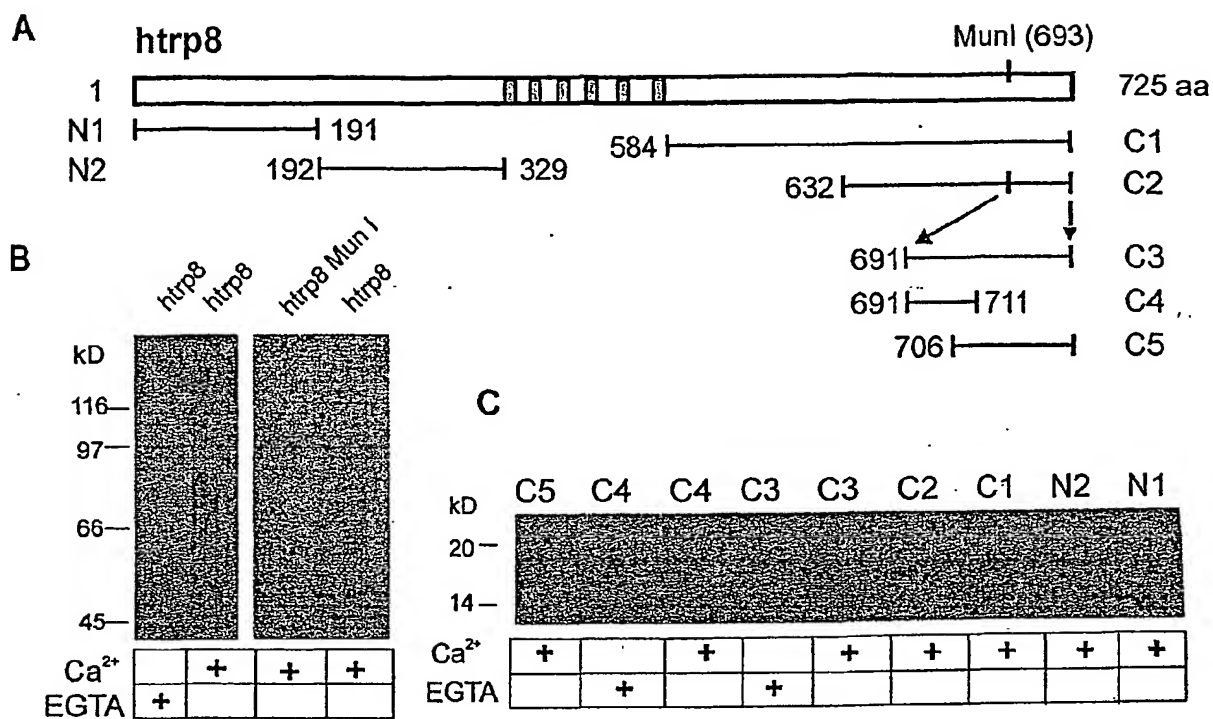 A
htrp8
MunI (693)
1
725 aa
N1
191
584
C1
N2
192
329
632
C2
691
C3
691
711
C4
706
C5
B
htrp8
htrp8
htrp8 Mun I
htrp8
kD
116
97
66
45
Ca²⁺ + + +
EGTA +
C
kD
C5 C4 C4 C3 C3 C2 C1 N2 N1
20
14
Ca²⁺ + + + + + + +
EGTA + +